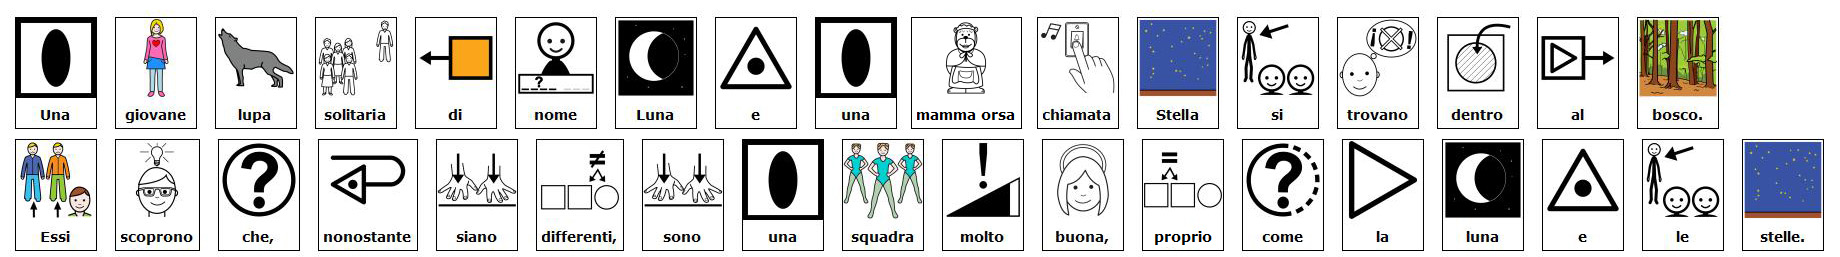 Una giovane lupa solitaria di nome Luna e una mamma orsa chiamata Stella si trovano dentro al bosco.
Essi scoprono che, nonostante siano differenti, sono una squadra molto buona, proprio come la luna e le stelle.